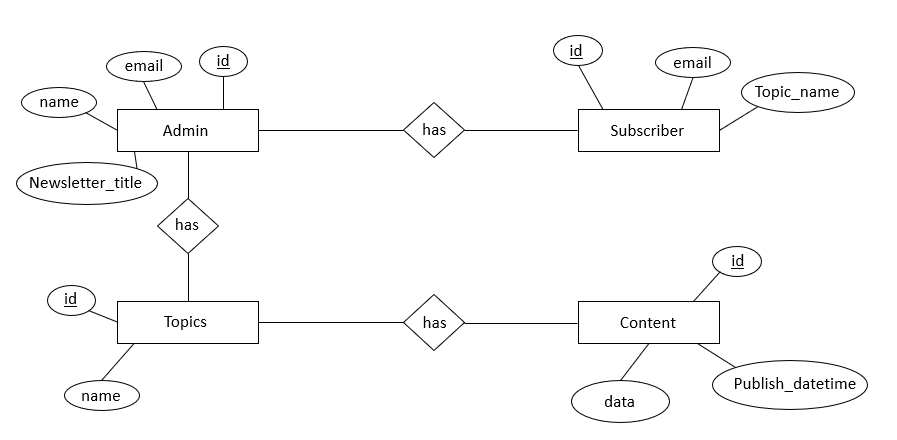 id
id
email
email
Topic_name
name
Admin
has
Subscriber
Newsletter_title
has
id
id
Topics
has
Content
Publish_datetime
name
data